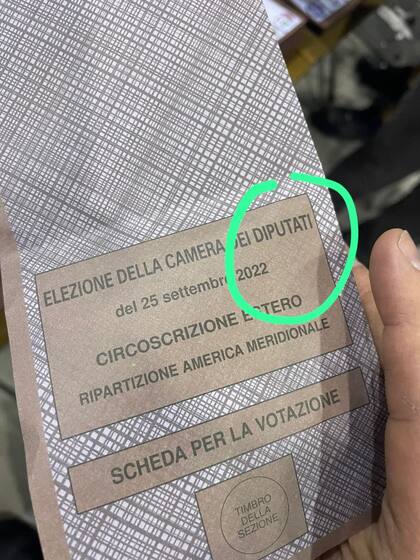 ELEZIONE DELLA CAMERA DEI DIPUTATI
del 25 settembre 2022
CIRCOSCRIZIONE ESTERO
RIPARTIZIONE AMERICA MERIDIONALE
SCHEDA PER LA VOTAZIONE
TIMBRO
DELLA
SEZIONE